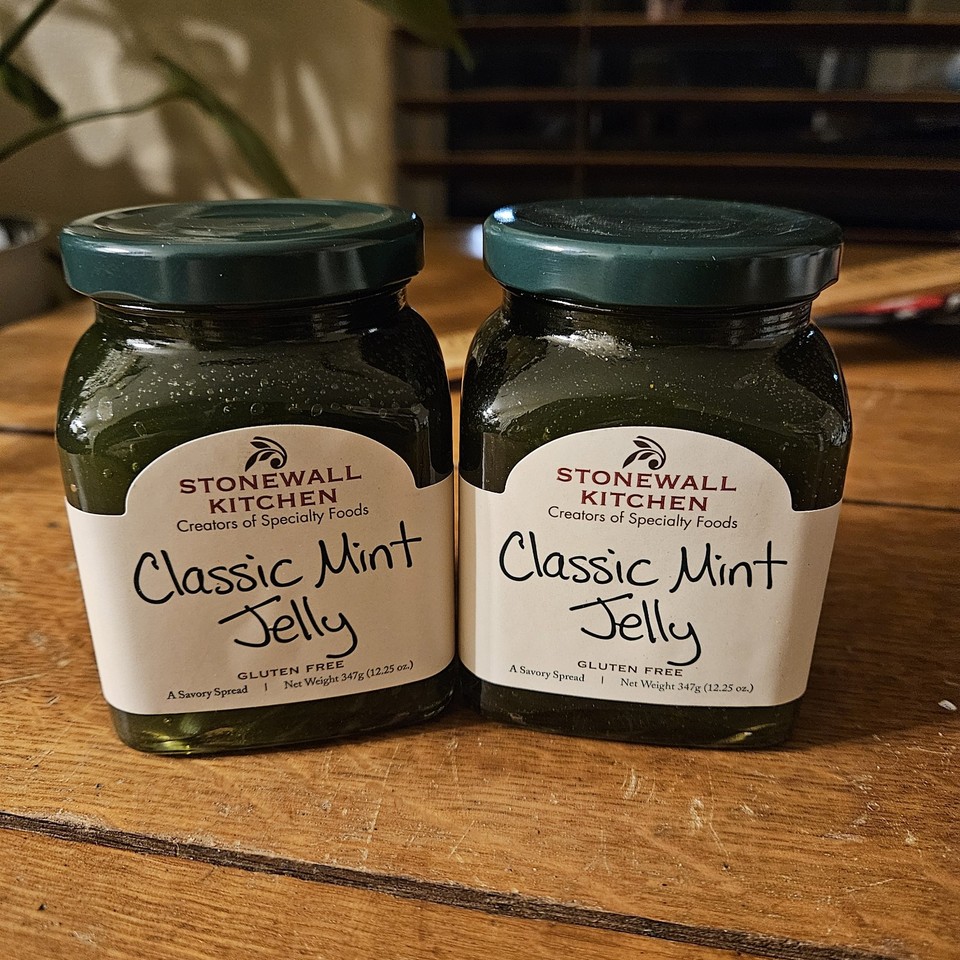 STONEWALL
KITCHEN
Creators of Specialty Foods
Classic Mint
Jelly
GLUTEN FREE
A Savory Spread | Net Weight 347g (12.25 oz.)
STONEWALL
KITCHEN
Creators of Specialty Foods
Classic Mint
Jelly
GLUTEN FREE
A Savory Spread | Net Weight 347g (12.25 oz.)